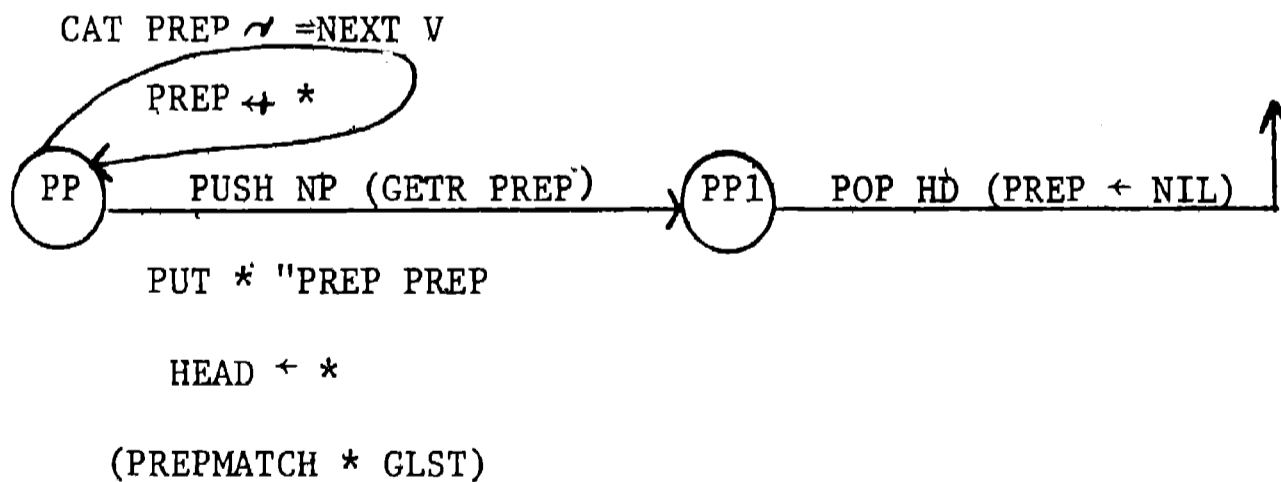 CAT PREP ~ =NEXT V
PREP ← *
PP PUSH NP (GETR PREP) PP1 POP HD (PREP ← NIL)
PUT * "PREP PREP
HEAD ← *
(PREPMATCH * GLST)